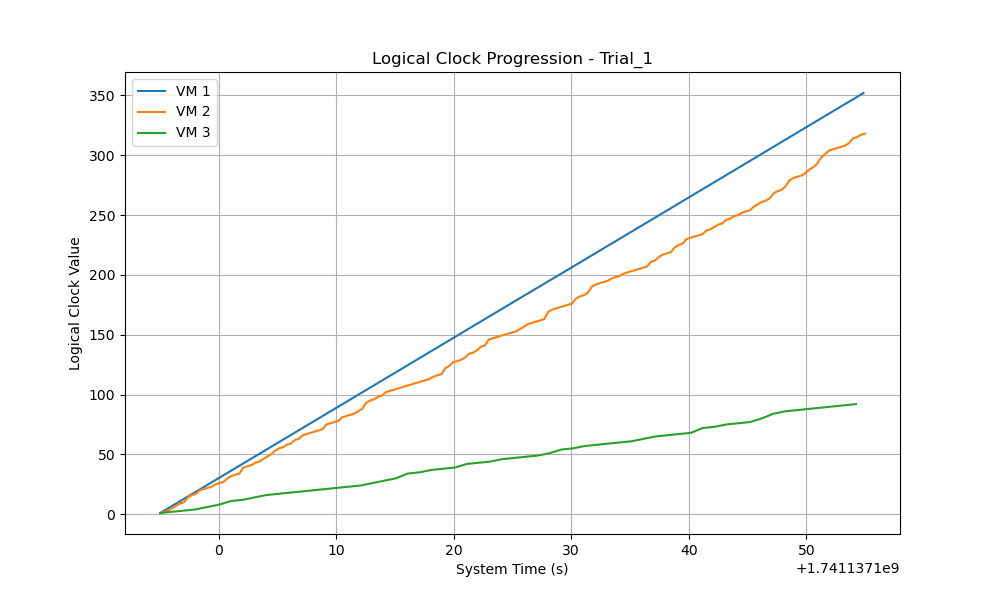 Logical Clock Progression - Trial_1
VM 1
VM 2
VM 3
350
300
250
200
150
100
50
0
Logical Clock Value
0 10 20 30 40 50
System Time (s)
+1.7411371e9